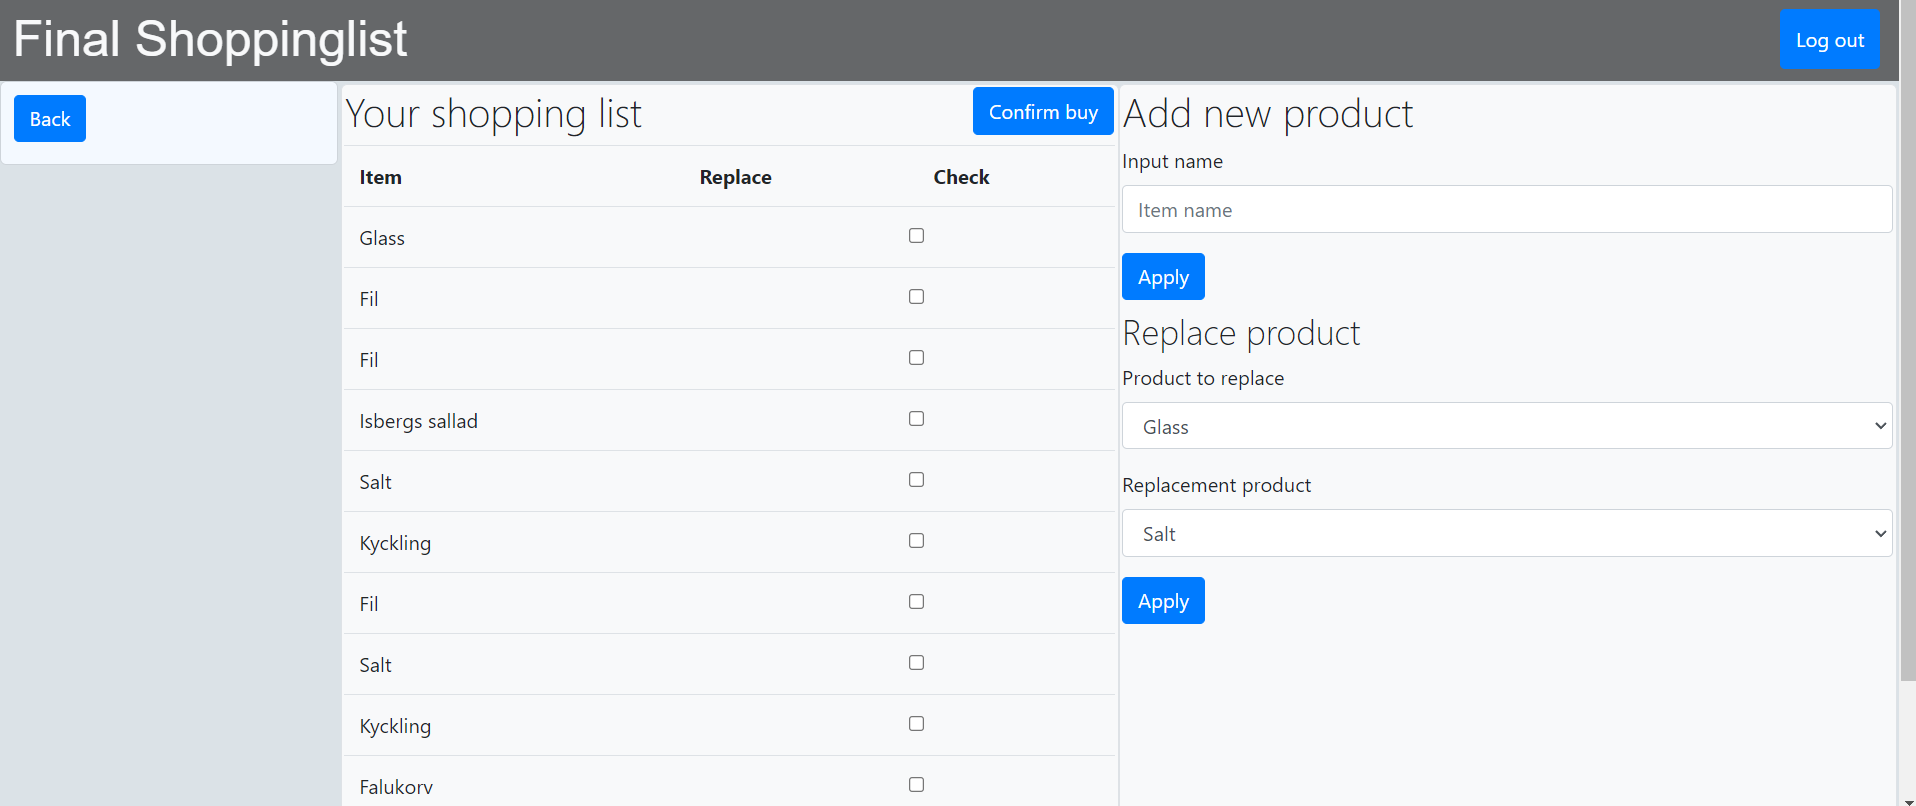 Final Shoppinglist
Log out
Back
Your shopping list
Confirm buy
Item Replace Check
Glass
Fil
Fil
Isbergs sallad
Salt
Kyckling
Fil
Salt
Kyckling
Falukorv
Add new product
Input name
Item name
Apply
Replace product
Product to replace
Glass
Replacement product
Salt
Apply